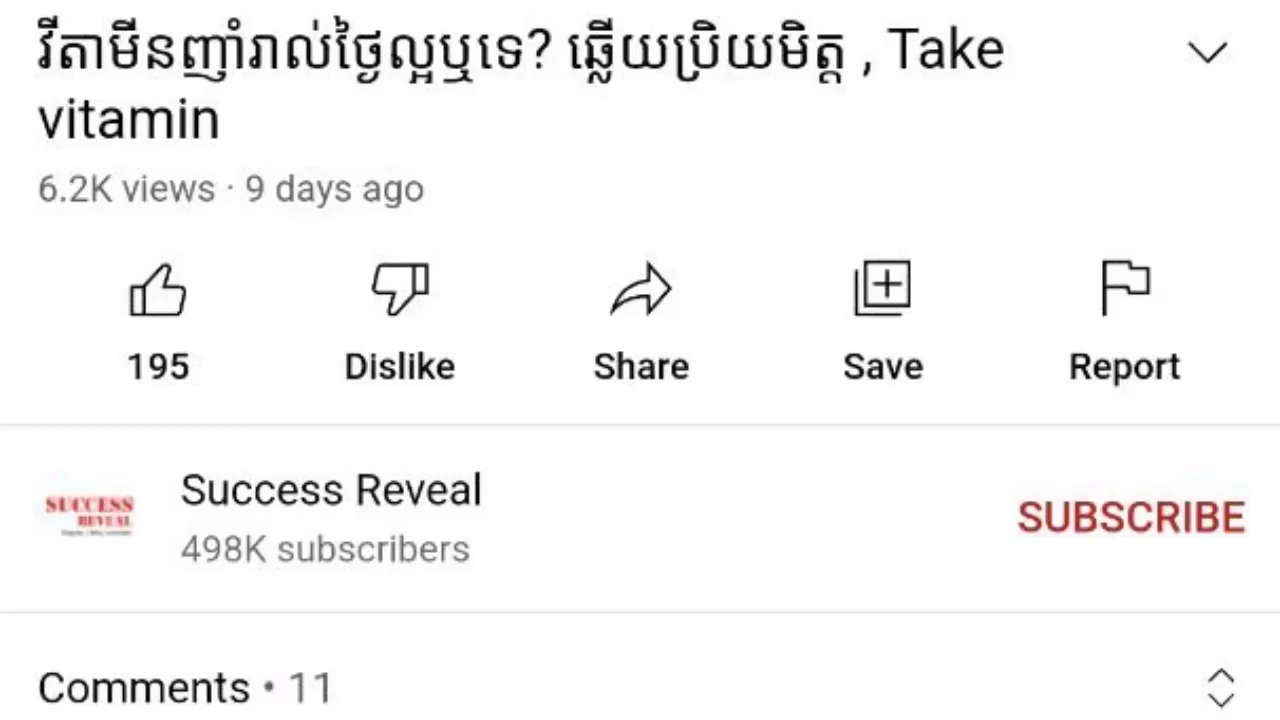 វីតាមីនញាំរាល់ថ្ងៃល្អឬទេ? ឆ្លើយប្រិយមិត្ត , Take
vitamin
6.2K views · 9 days ago
195
Dislike
Share
Save
Report
SUCCESS
REVEAL
Success Reveal
498K subscribers
SUBSCRIBE
Comments • 11